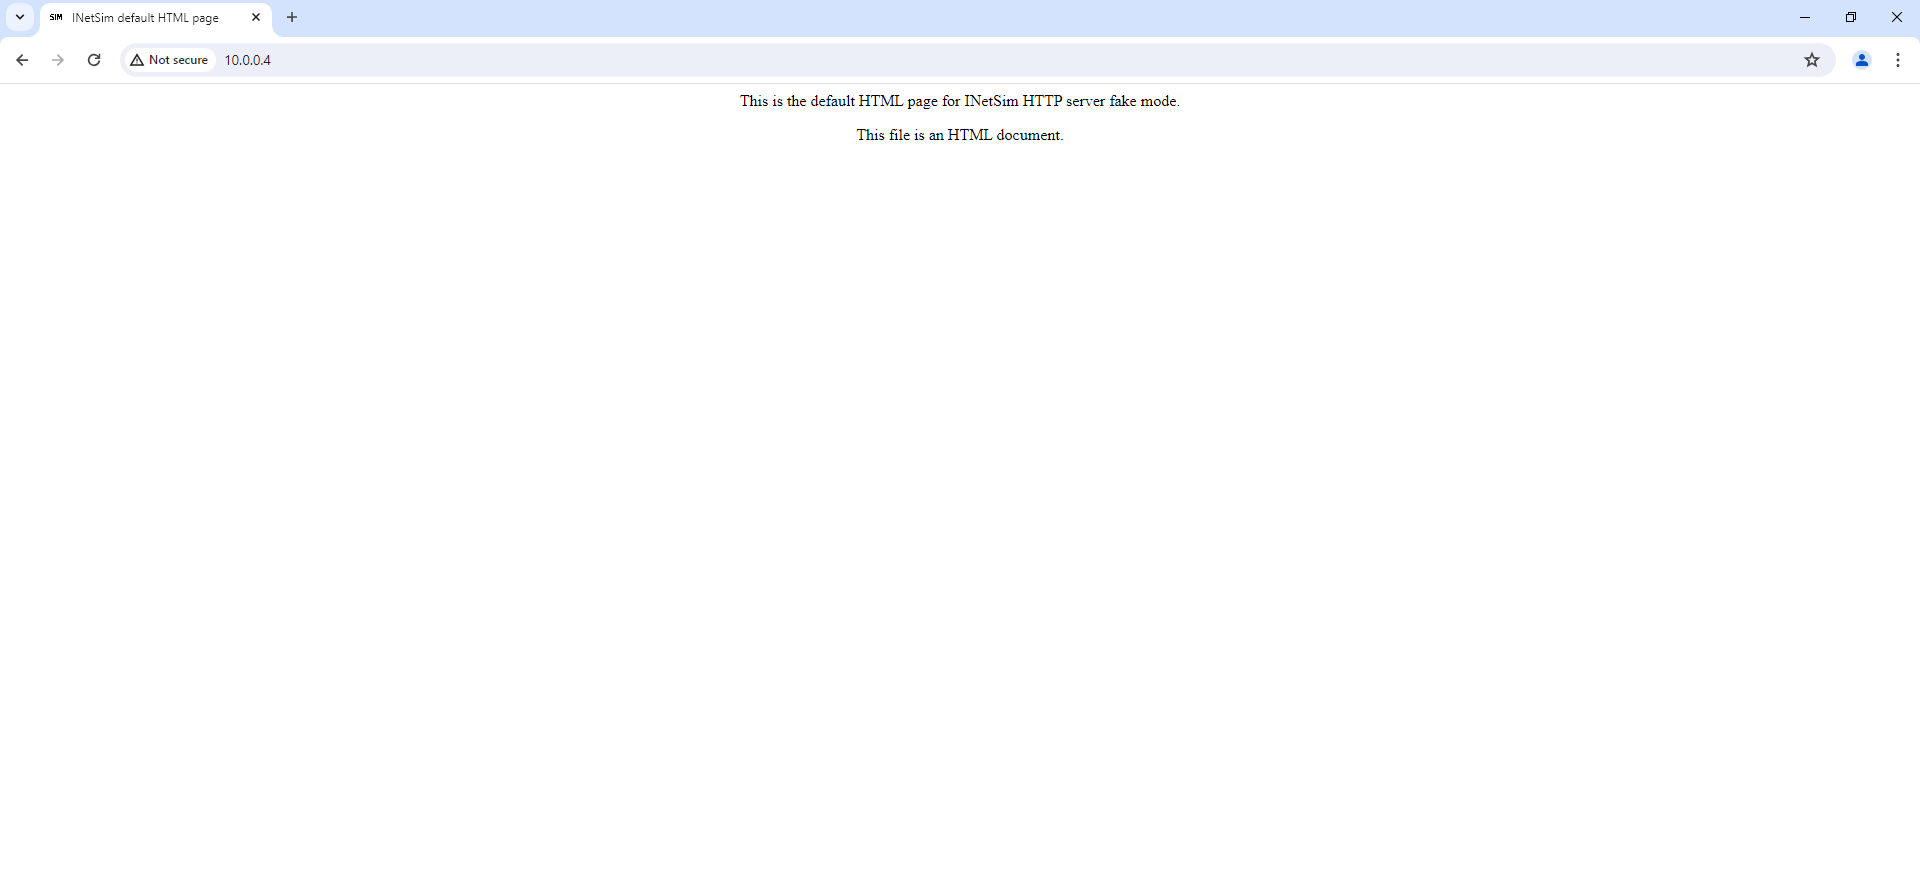 SIM INetSim default HTML page
Not secure 10.0.0.4
This is the default HTML page for INetSim HTTP server fake mode.
This file is an HTML document.